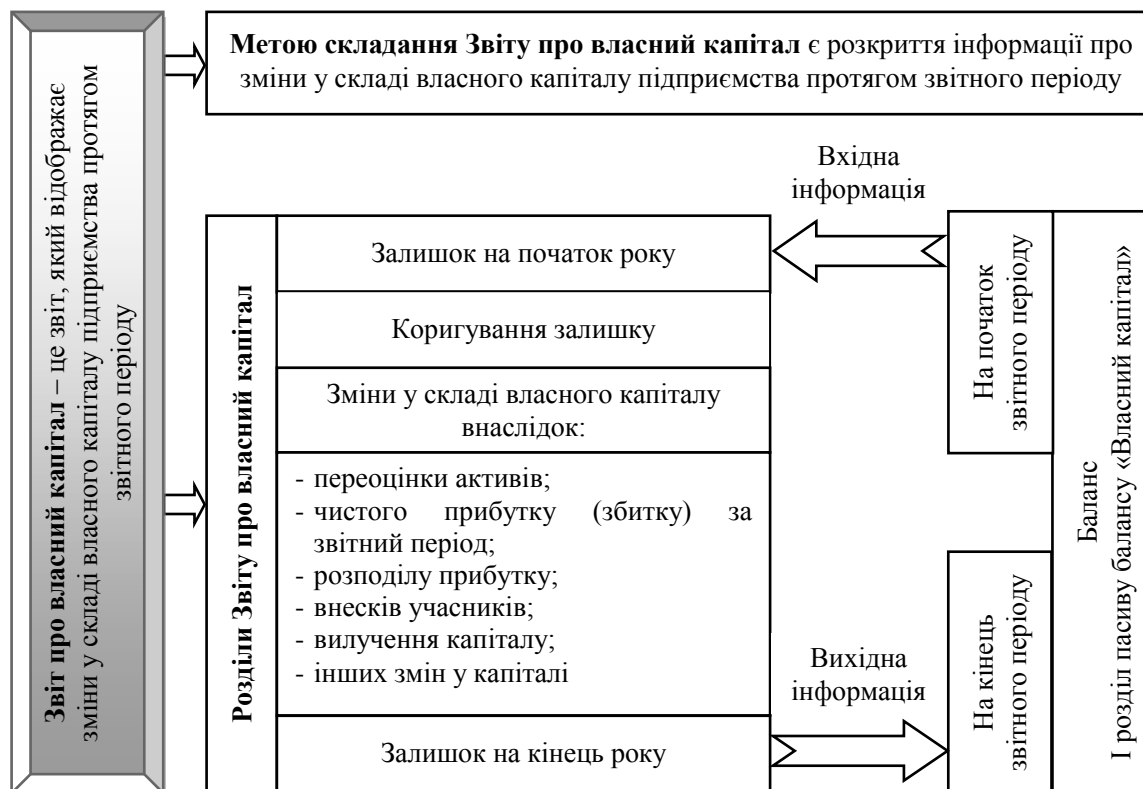 Звіт про власний капітал – це звіт, який відображає
зміни у складі власного капіталу підприємства протягом
звітного періоду
Метою складання Звіту про власний капітал є розкриття інформації про
зміни у складі власного капіталу підприємства протягом звітного періоду
Розділи Звіту про власний капітал
Залишок на початок року
Коригування залишку
Зміни у складі власного капіталу
внаслідок:
- переоцінки активів;
- чистого прибутку (збитку) за
звітний період;
- розподілу прибутку;
- внесків учасників;
- вилучення капіталу;
- інших змін у капіталі
Залишок на кінець року
Вхідна
інформація
Вихідна
інформація
На початок
звітного періоду
На кінець
звітного періоду
Баланс
І розділ пасиву балансу «Власний капітал»